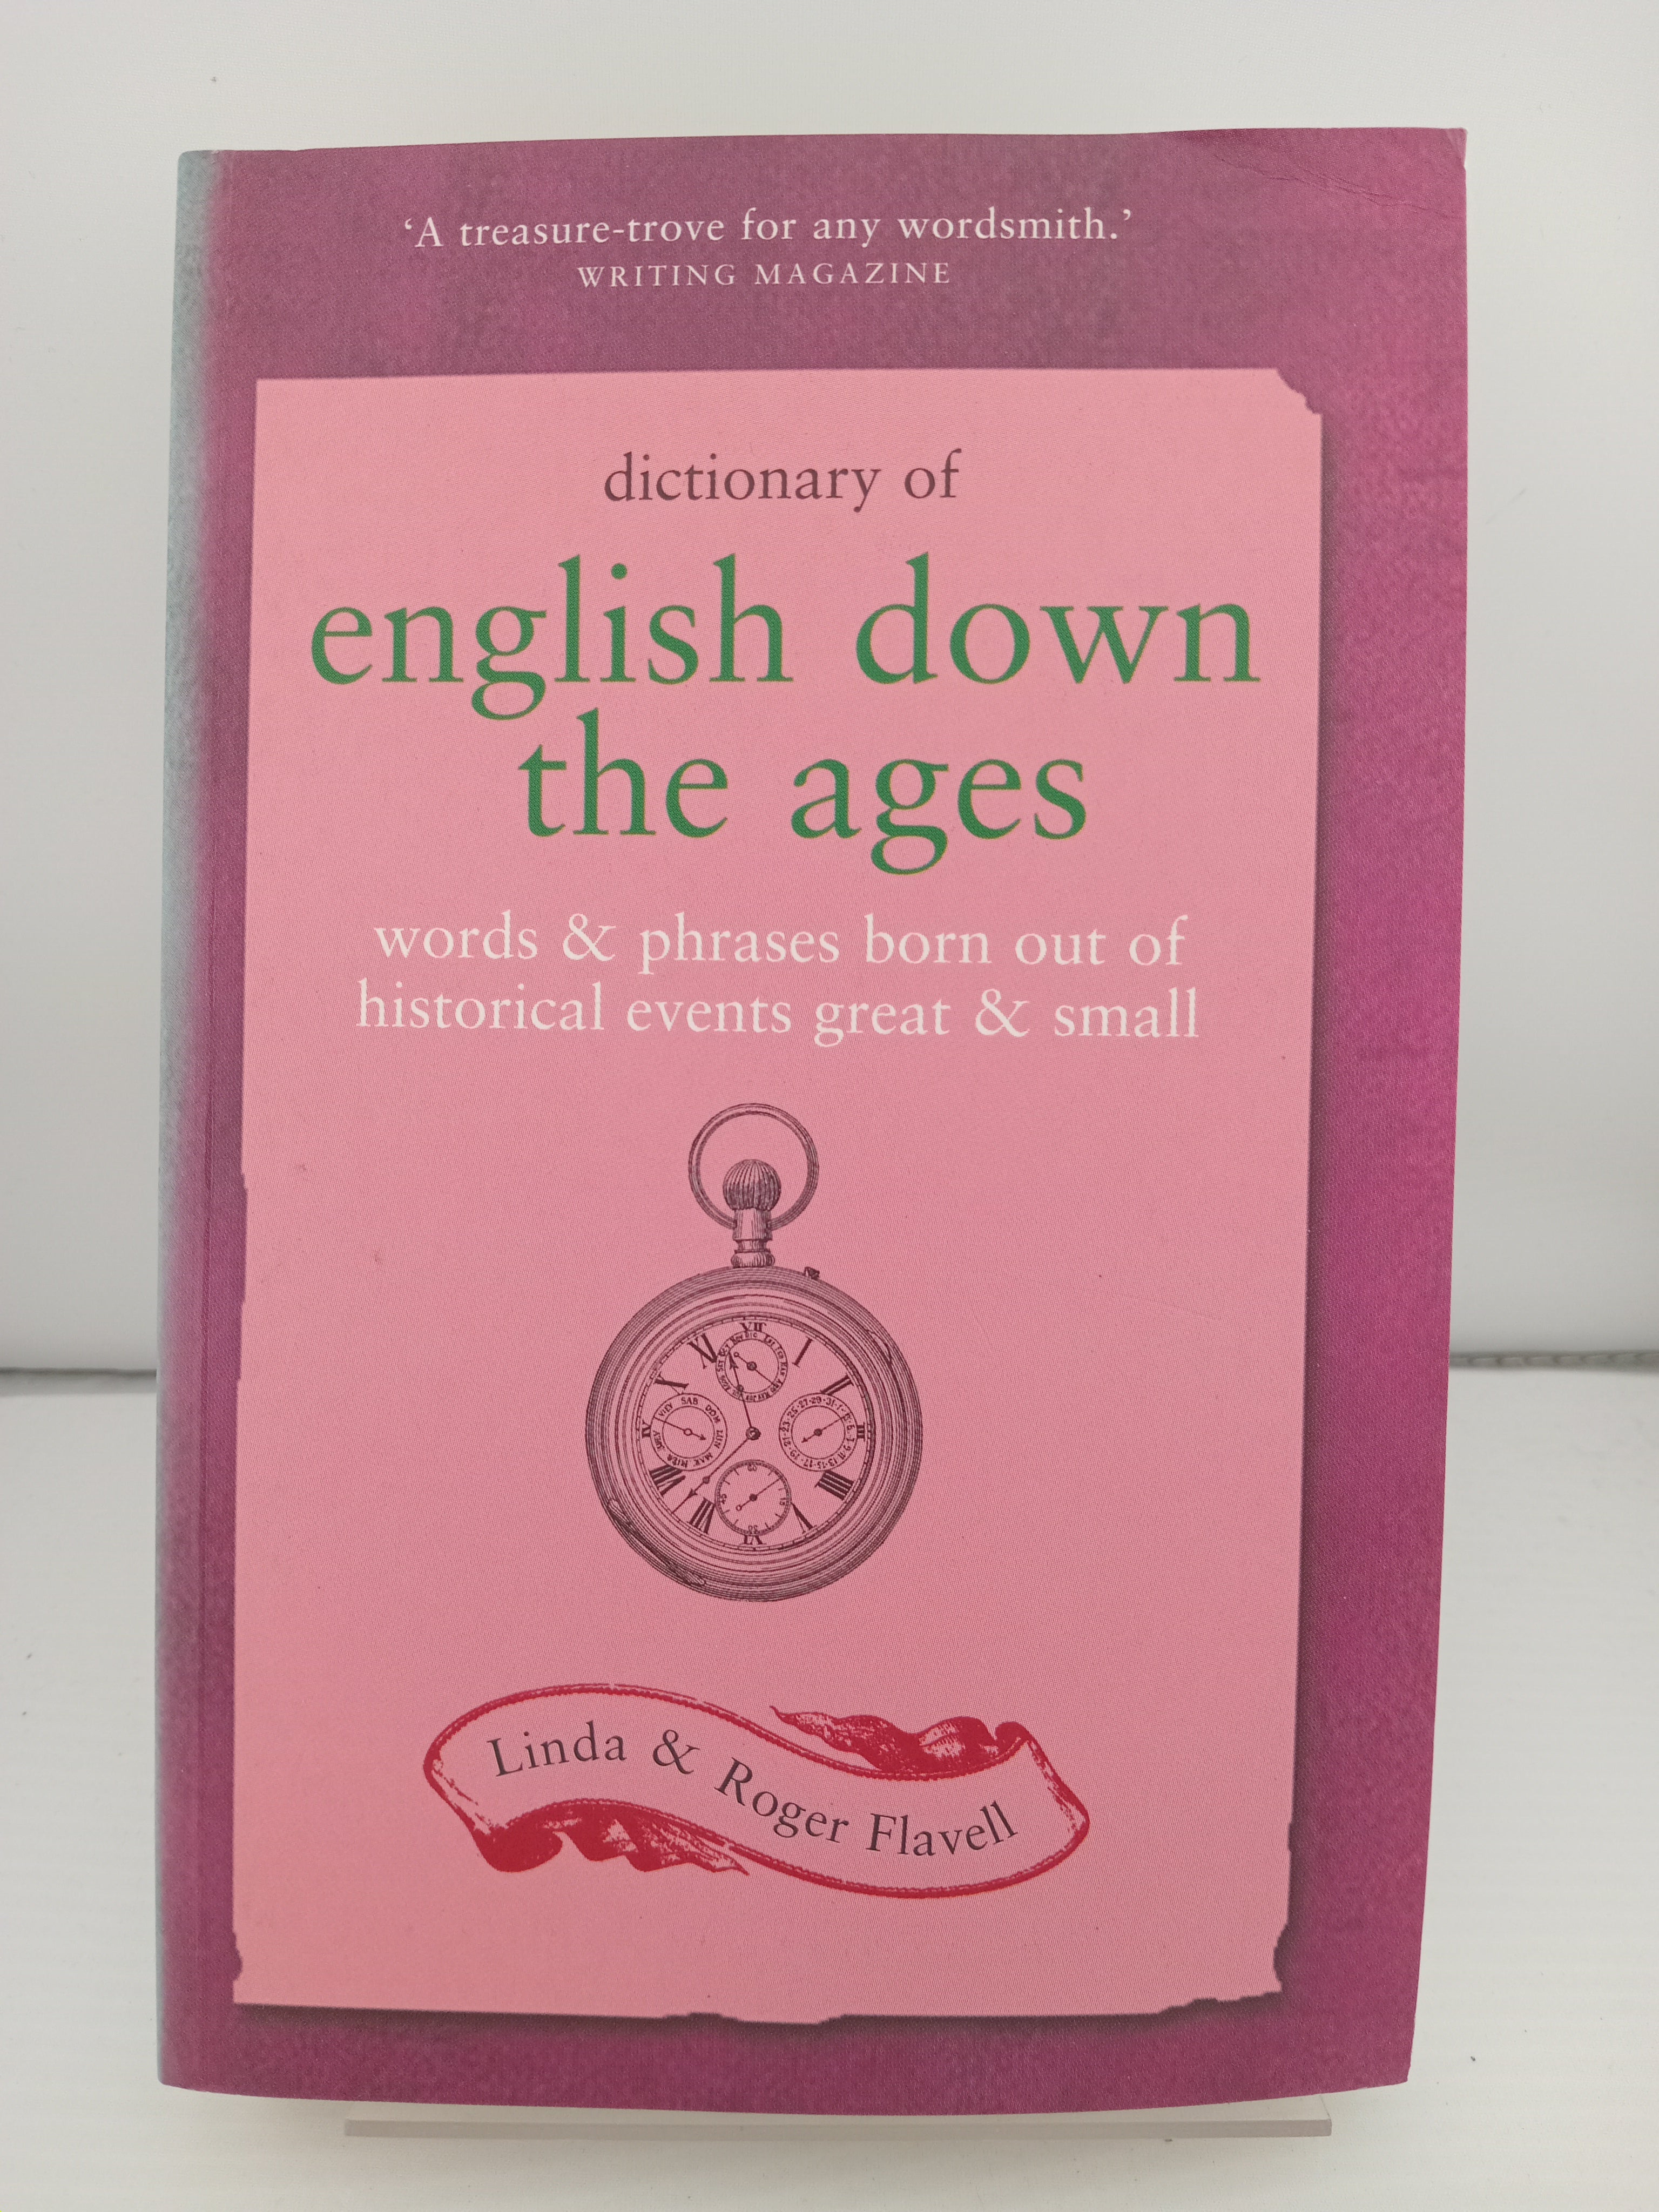 ‘A treasure-trove for any wordsmith.’
WRITING MAGAZINE
dictionary of
english down
the ages
words & phrases born out of
historical events great & small
Linda & Roger Flavell